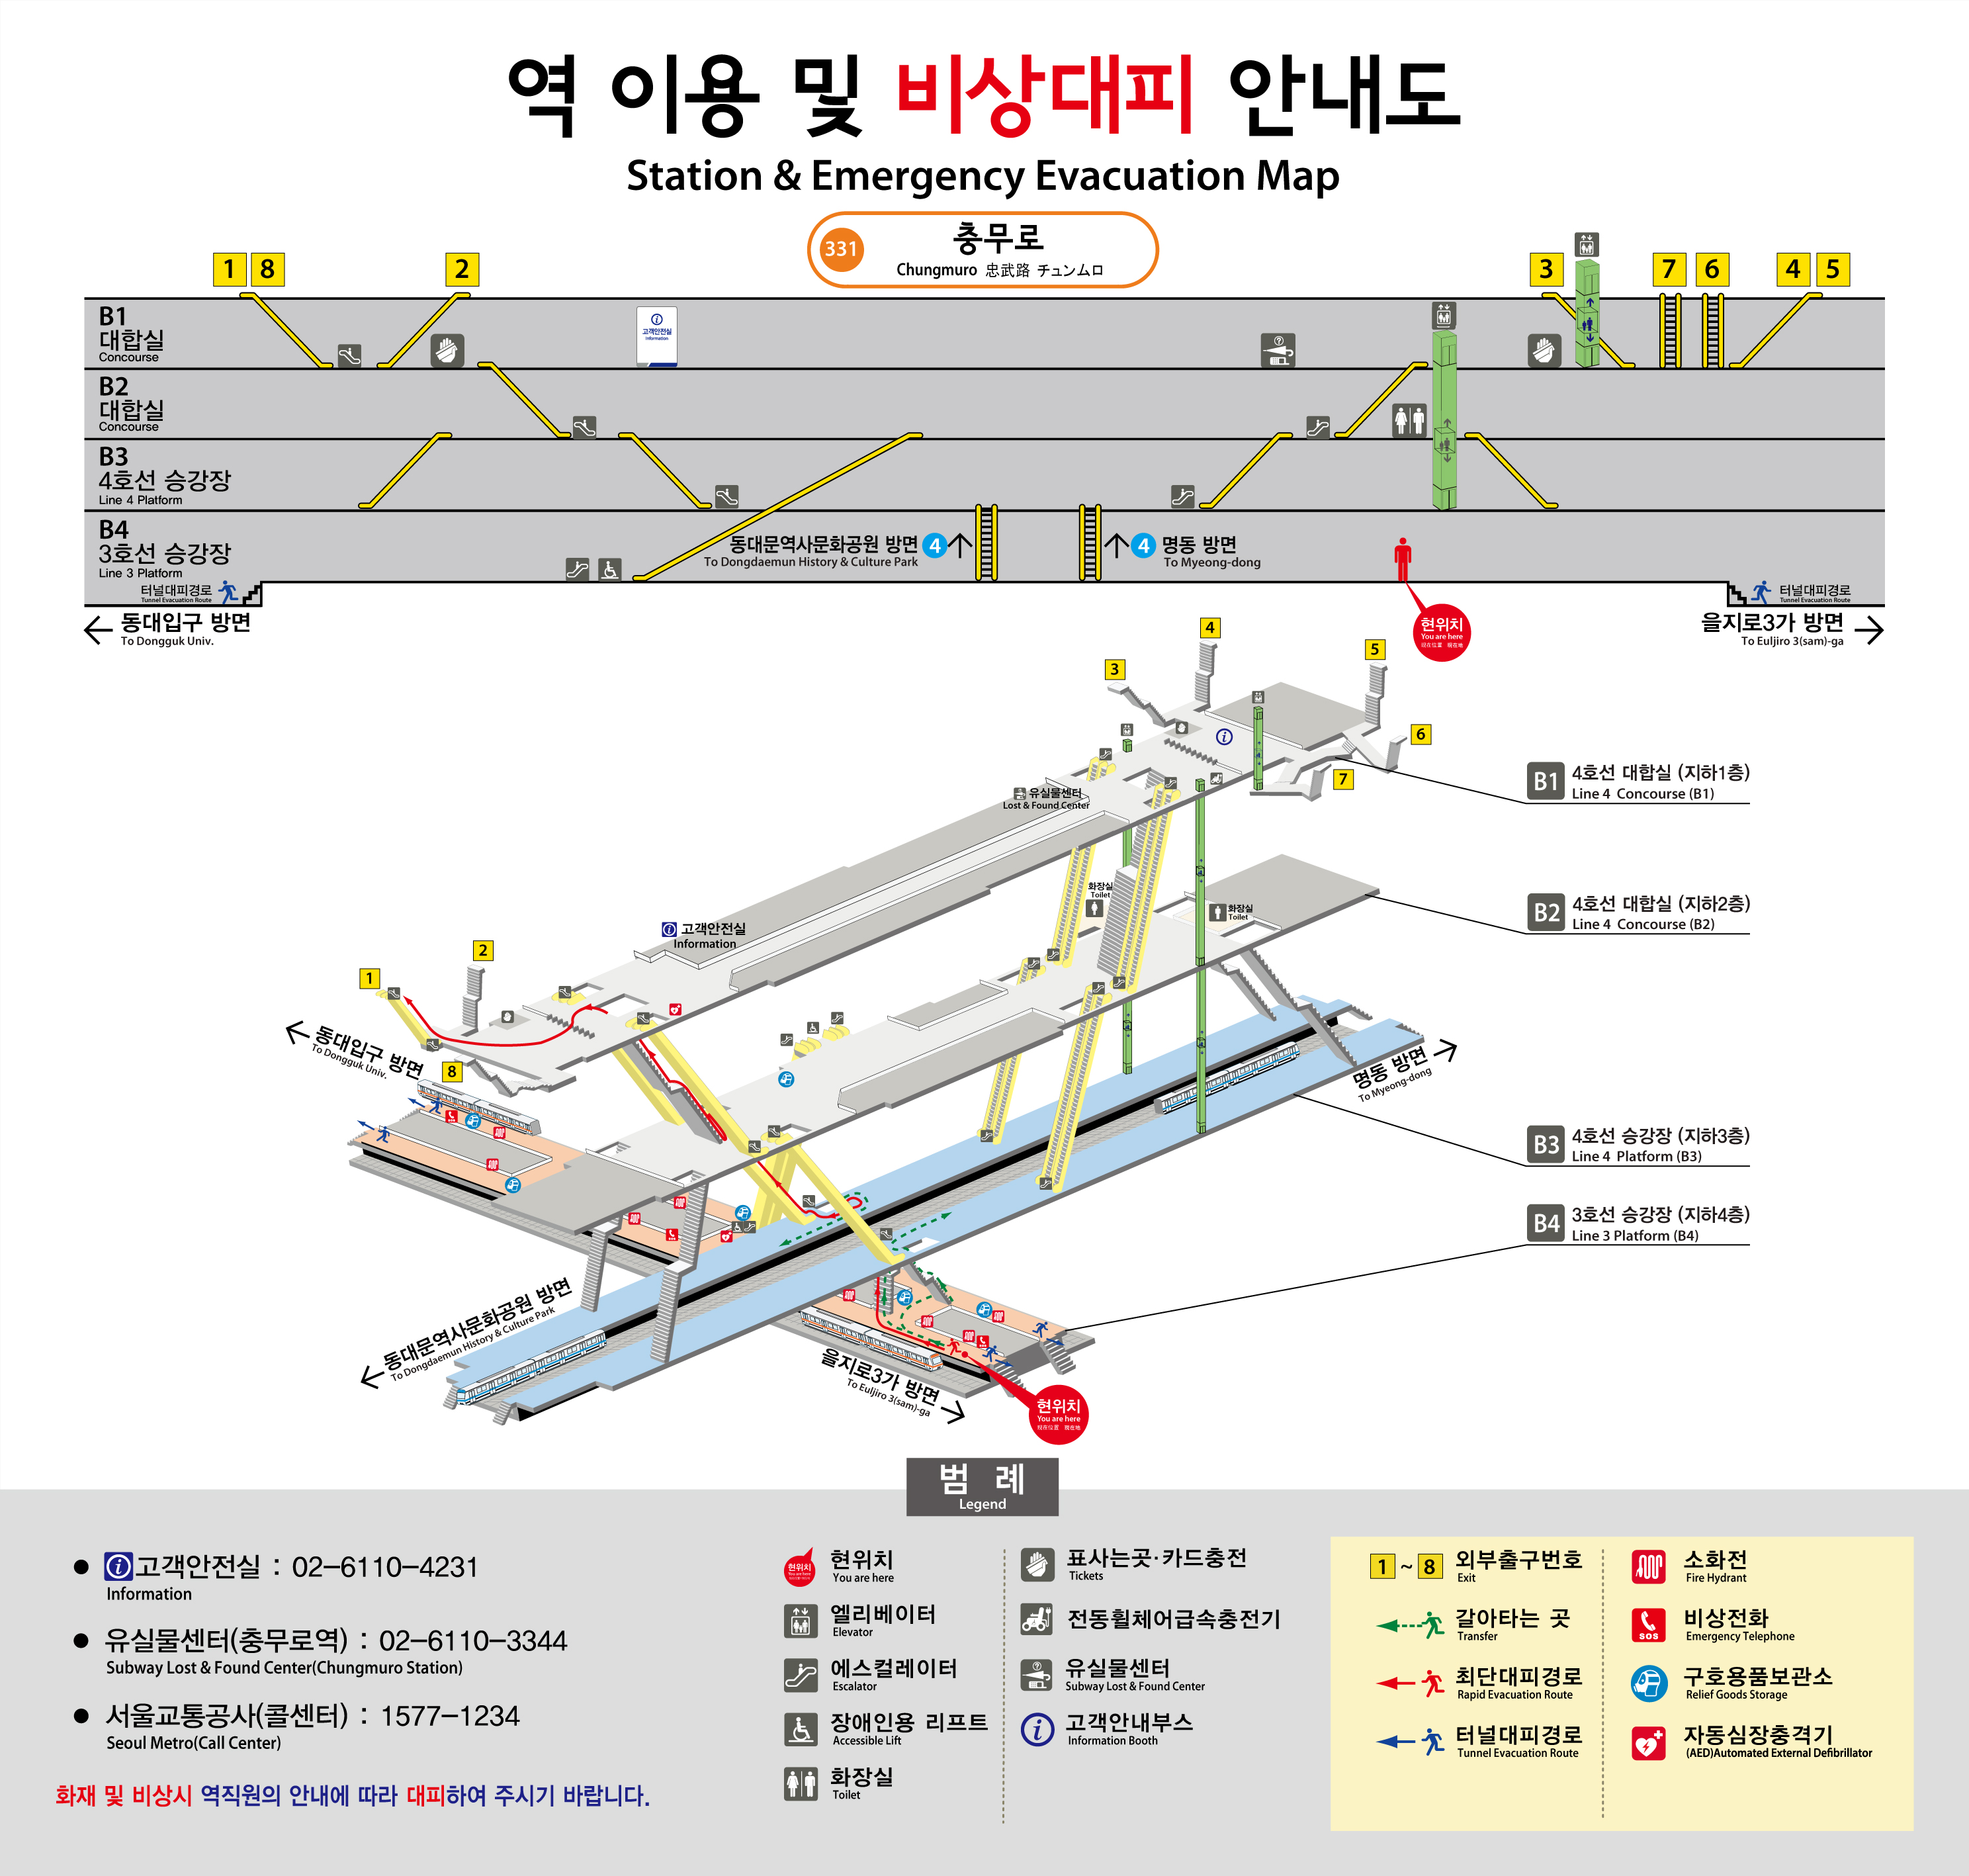 역 이용 및 비상대피 안내도
Station & Emergency Evacuation Map
331
충무로
Chungmuro 忠武路 チュンムロ
1 8
2
3
7
6
4 5
B1
대합실
Concourse
고객안전실
Information
B2
대합실
Concourse
B3
4호선 승강장
Line 4 Platform
B4
3호선 승강장
Line 3 Platform
동대문역사문화공원 방면 4
To Dongdaemun History & Culture Park
4 명동 방면
To Myeong-dong
터널대피경로
Tunnel Evacuation Route
터널대피경로
Tunnel Evacuation Route
동대입구 방면
To Dongguk Univ.
현위치
You are here
现在位置 現在地
을지로3가 방면
To Euljiro 3(sam)-ga
4
3
5
6
7
유실물센터
Lost & Found Center
B1 4호선 대합실 (지하1층)
Line 4 Concourse (B1)
화장실
Toilet
화장실
Toilet
B2 4호선 대합실 (지하2층)
Line 4 Concourse (B2)
고객안전실
Information
2
1
동대입구 방면
To Dongguk Univ.
8
명동 방면
To Myeong-dong
B3 4호선 승강장 (지하3층)
Line 4 Platform (B3)
B4 3호선 승강장 (지하4층)
Line 3 Platform (B4)
동대문역사문화공원 방면
To Dongdaemun History & Culture Park
을지로3가 방면
To Euljiro 3(sam)-ga
현위치
You are here
现在位置 現在地
범 례
Legend
고객안전실 : 02-6110-4231
Information
유실물센터(충무로역) : 02-6110-3344
Subway Lost & Found Center(Chungmuro Station)
서울교통공사(콜센터) : 1577-1234
Seoul Metro(Call Center)
화재 및 비상시 역직원의 안내에 따라 대피하여 주시기 바랍니다.
현위치
You are here
현위치
You are here
엘리베이터
Elevator
에스컬레이터
Escalator
장애인용 리프트
Accessible Lift
화장실
Toilet
표사는곳·카드충전
Tickets
전동휠체어급속충전기
유실물센터
Subway Lost & Found Center
고객안내부스
Information Booth
1 ~ 8 외부출구번호
Exit
갈아타는 곳
Transfer
최단대피경로
Rapid Evacuation Route
터널대피경로
Tunnel Evacuation Route
소화전
Fire Hydrant
SOS
비상전화
Emergency Telephone
구호용품보관소
Relief Goods Storage
자동심장충격기
(AED)Automated External Defibrillator